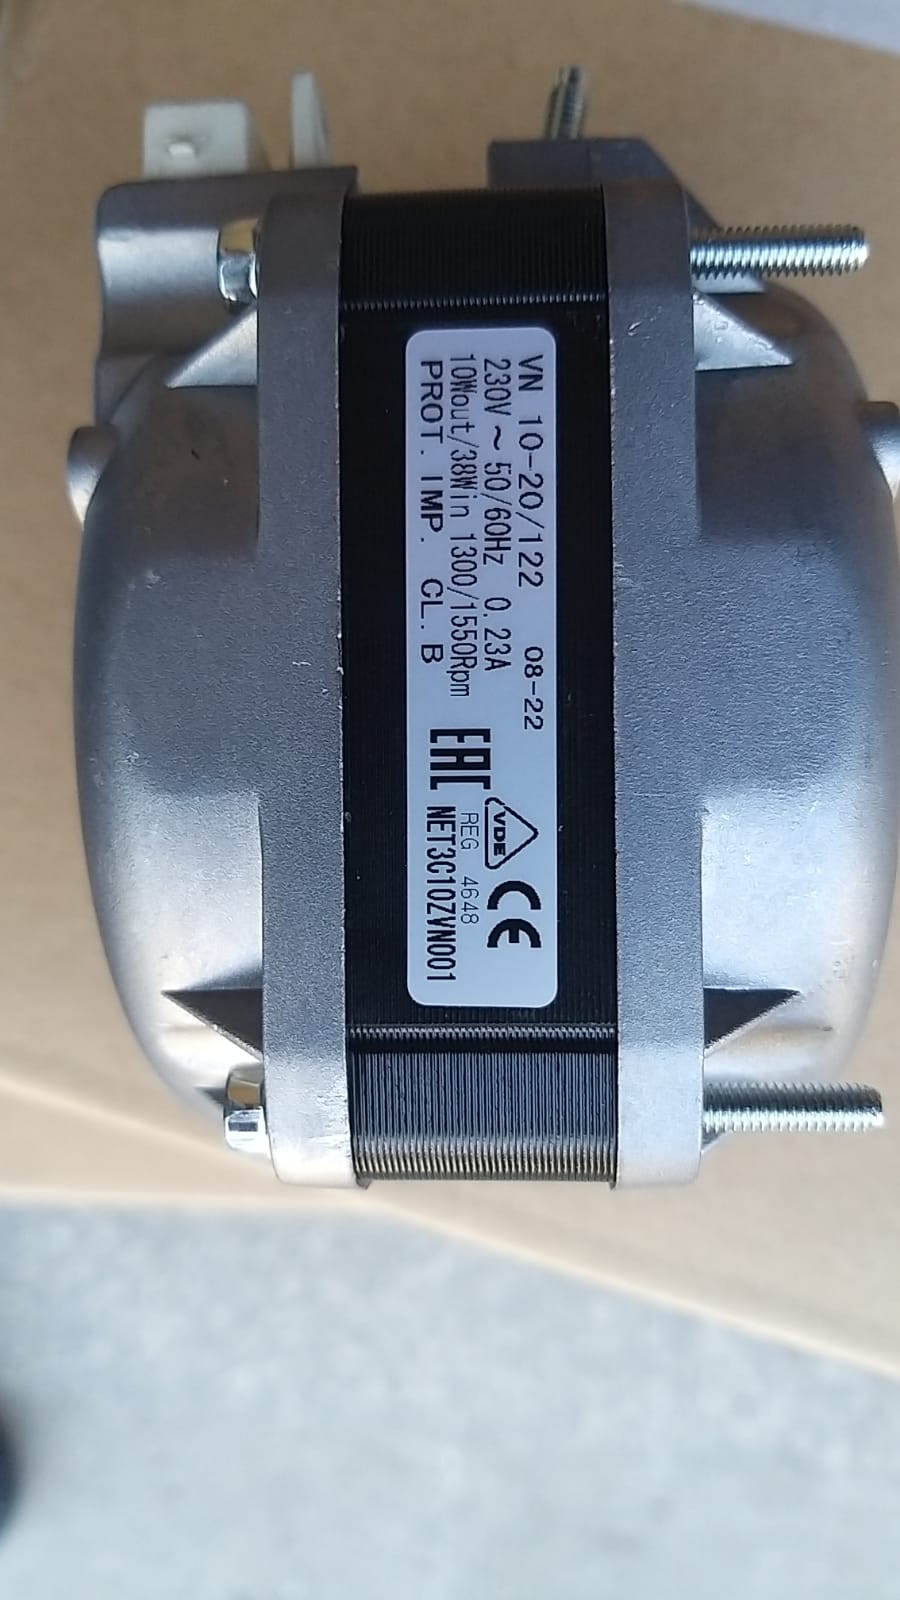 VN 10-20/122 08-22
230V ~ 50/60Hz 0.23A
10Wout/38Win 1300/1550Rpm
PROT. IMP. CL. B
EAC
VDE
REG 4648
CE
NET3C10ZVN001